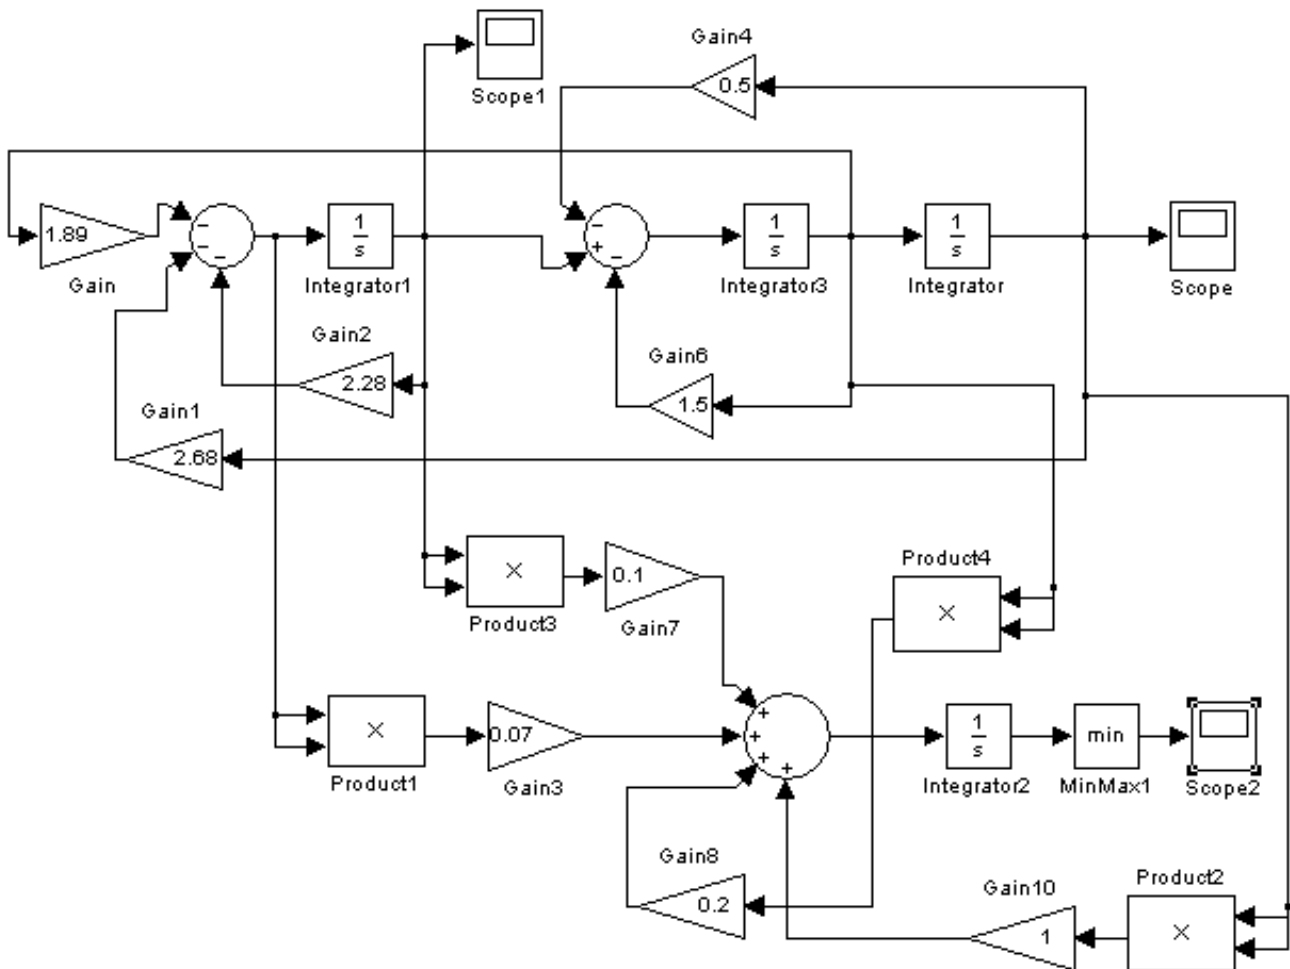 Gain4
0.5
Scope1
1.89
Gain
−
−
−
1
s
Integrator1
−
+
−
1
s
Integrator3
1
s
Integrator
Scope
Gain2
2.28
Gain6
1.5
Gain1
2.68
×
Product3
0.1
Gain7
Product4
×
×
Product1
0.07
Gain3
+
+
+
+
1
s
Integrator2
min
MinMax1
Scope2
Gain8
0.2
Gain10
1
Product2
×